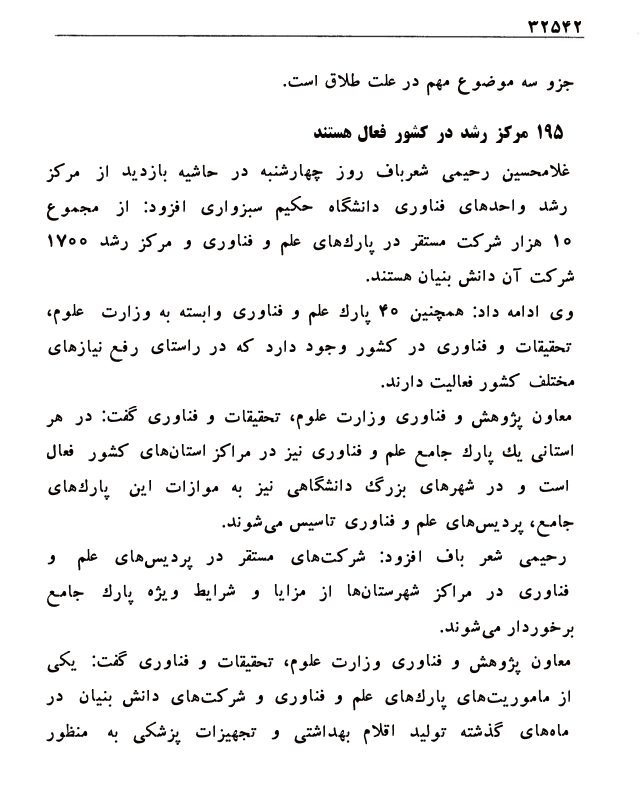 ۳۲۵۴۲
جزو سه موضوع مهم در علت طلاق است.
۱۹۵ مرکز رشد در کشور فعال هستند
غلامحسین رحیمی شعرباف روز چهارشنبه در حاشیه بازدید از مرکز
رشد واحدهای فناوری دانشگاه حکیم سبزواری افزود: از مجموع
۱۰ هزار شرکت مستقر در پارك‌های علم و فناوری و مرکز رشد ۱۷۰۰
شرکت آن دانش بنیان هستند.
وی ادامه داد: همچنین ۴۰ پارك علم و فناوری وابسته به وزارت علوم،
تحقیقات و فناوری در کشور وجود دارد که در راستای رفع نیازهای
مختلف کشور فعالیت دارند.
معاون پژوهش و فناوری وزارت علوم، تحقیقات و فناوری گفت: در هر
استانی یك پارك جامع علم و فناوری نیز در مراکز استان‌های کشور فعال
است و در شهرهای بزرگ دانشگاهی نیز به موازات این پارك‌های
جامع، پردیس‌های علم و فناوری تاسیس می‌شوند.
رحیمی شعر باف افزود: شرکت‌های مستقر در پردیس‌های علم و
فناوری در مراکز شهرستان‌ها از مزایا و شرایط ویژه پارك جامع
برخوردار می‌شوند.
معاون پژوهش و فناوری وزارت علوم، تحقیقات و فناوری گفت: یکی
از ماموریت‌های پارك‌های علم و فناوری و شرکت‌های دانش بنیان در
ماه‌های گذشته تولید اقلام بهداشتی و تجهیزات پزشکی به منظور